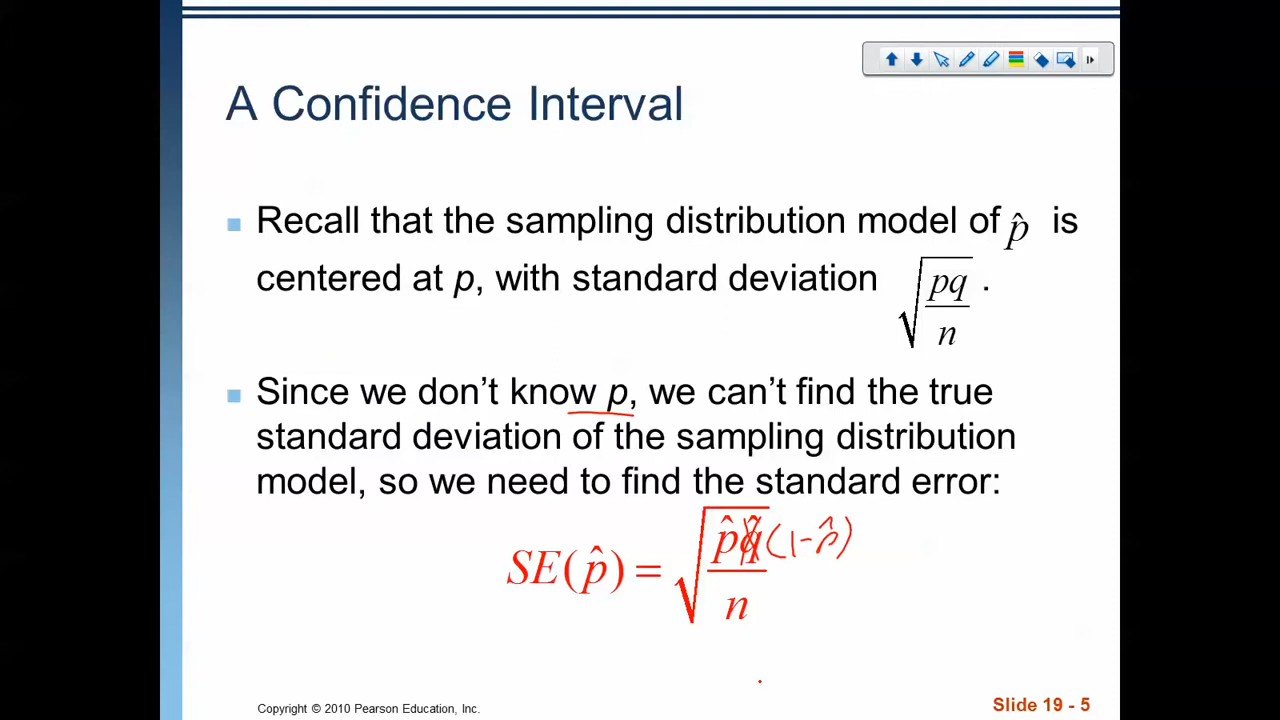 A Confidence Interval
Recall that the sampling distribution model of p̂ is
centered at p, with standard deviation √(pq/n).
Since we don’t know p, we can’t find the true
standard deviation of the sampling distribution
model, so we need to find the standard error:
SE(p̂) = √(p̂q̂/n) (1-p̂)
Copyright © 2010 Pearson Education, Inc.
Slide 19 - 5